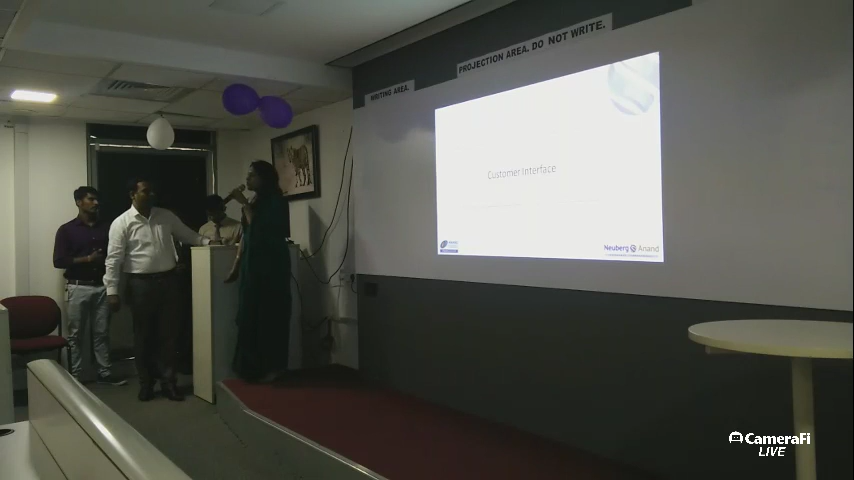 WRITING AREA.
PROJECTION AREA. DO NOT WRITE.
Customer Interface
Neuberg Anand
CameraFi
LIVE